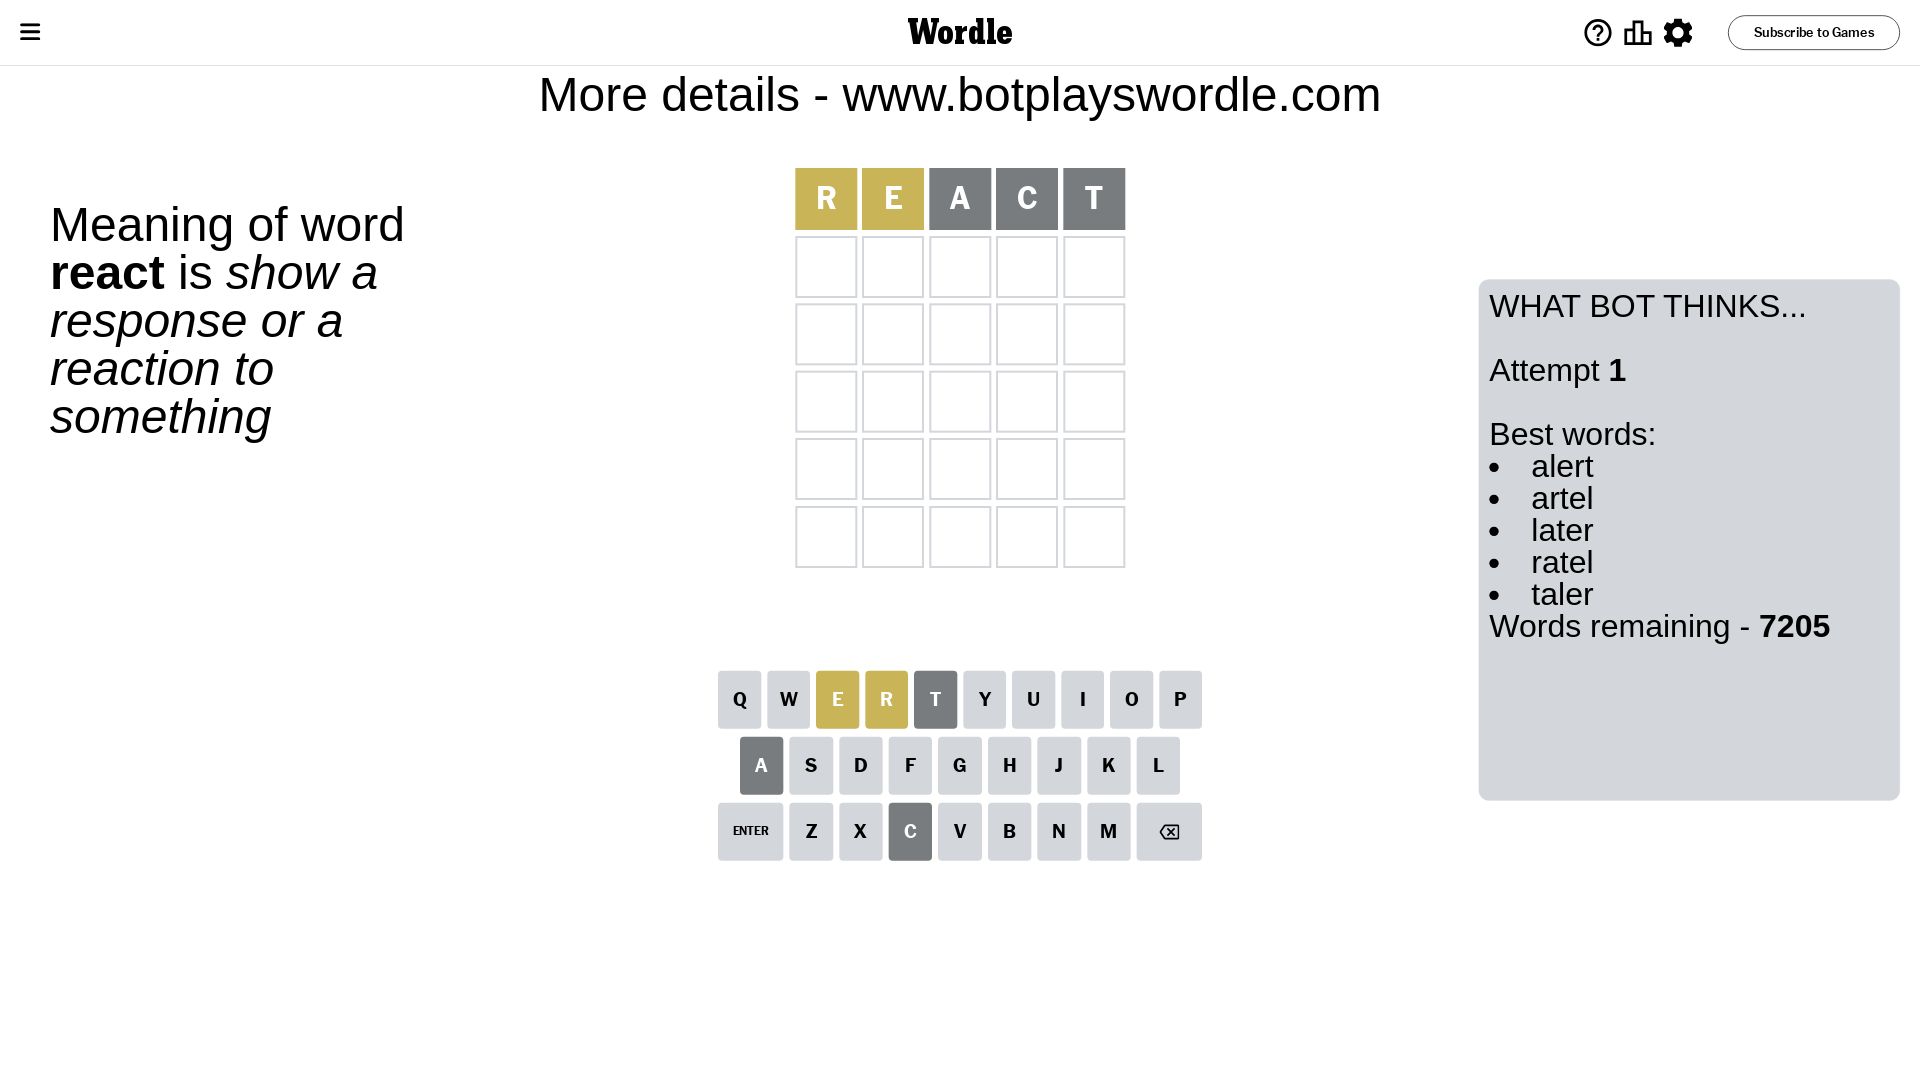 Wordle
Subscribe to Games
More details - www.botplayswordle.com
Meaning of word
react is show a
response or a
reaction to
something
R E A C T
WHAT BOT THINKS...
Attempt 1
Best words:
• alert
• artel
• later
• ratel
• taler
Words remaining - 7205
Q W E R T Y U I O P
A S D F G H J K L
ENTER Z X C V B N M